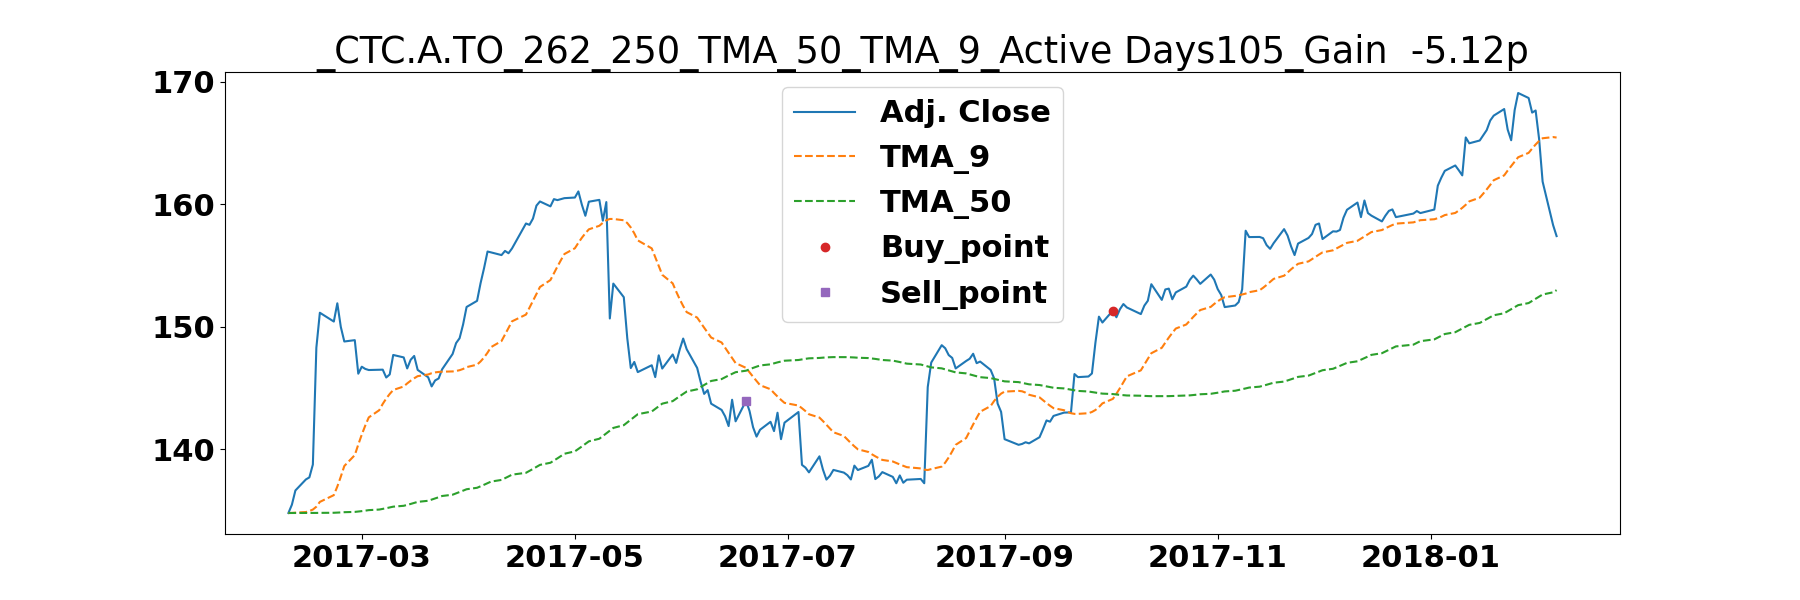 _CTC.A.TO_262_250_TMA_50_TMA_9_Active Days105_Gain  -5.12p
170
160
150
140
Adj. Close
TMA_9
TMA_50
Buy_point
Sell_point
2017-03
2017-05
2017-07
2017-09
2017-11
2018-01